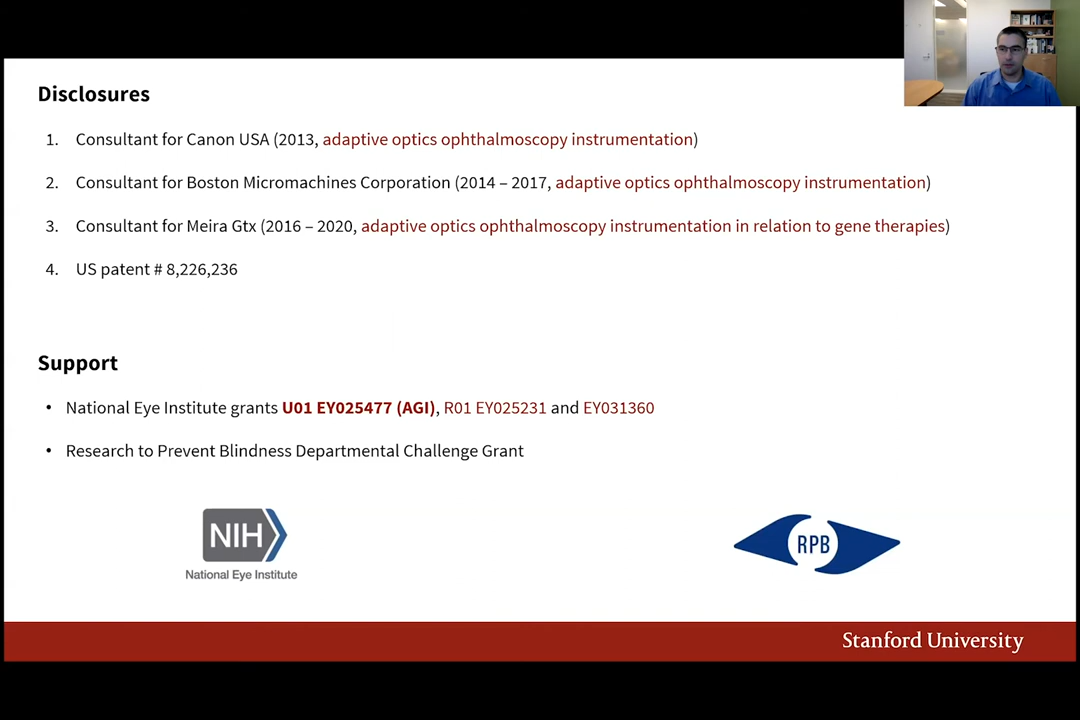 Disclosures
1. Consultant for Canon USA (2013, adaptive optics ophthalmoscopy instrumentation)
2. Consultant for Boston Micromachines Corporation (2014 – 2017, adaptive optics ophthalmoscopy instrumentation)
3. Consultant for Meira Gtx (2016 – 2020, adaptive optics ophthalmoscopy instrumentation in relation to gene therapies)
4. US patent # 8,226,236
Support
• National Eye Institute grants U01 EY025477 (AGI), R01 EY025231 and EY031360
• Research to Prevent Blindness Departmental Challenge Grant
NIH
National Eye Institute
RPB
Stanford University